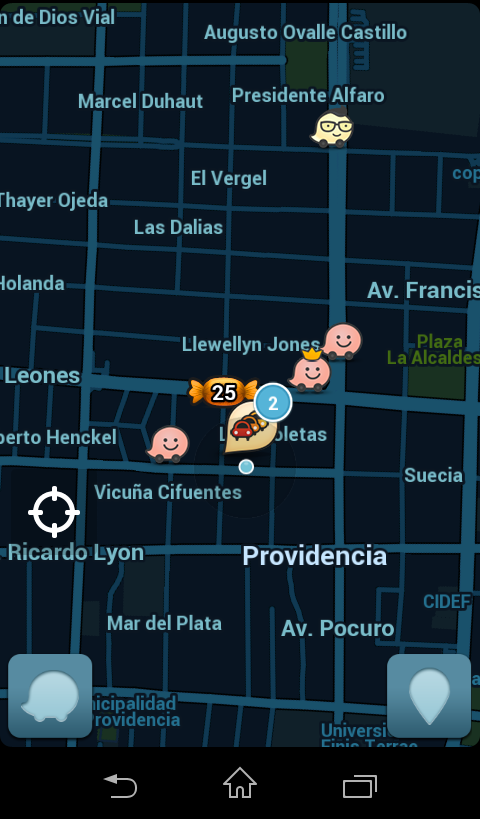 n de Dios Vial
Augusto Ovalle Castillo
Marcel Duhaut
Presidente Alfaro
El Vergel
cop
Thayer Ojeda
Las Dalias
Holanda
Av. Francis
Llewellyn Jones
Plaza
La Alcaldes
Leones
25
2
berto Henckel
oletas
Suecia
Vicuña Cifuentes
Ricardo Lyon
Providencia
CIDEF
Mar del Plata
Av. Pocuro
nicipalidad
rovidencia
Universi
Finis Terrae